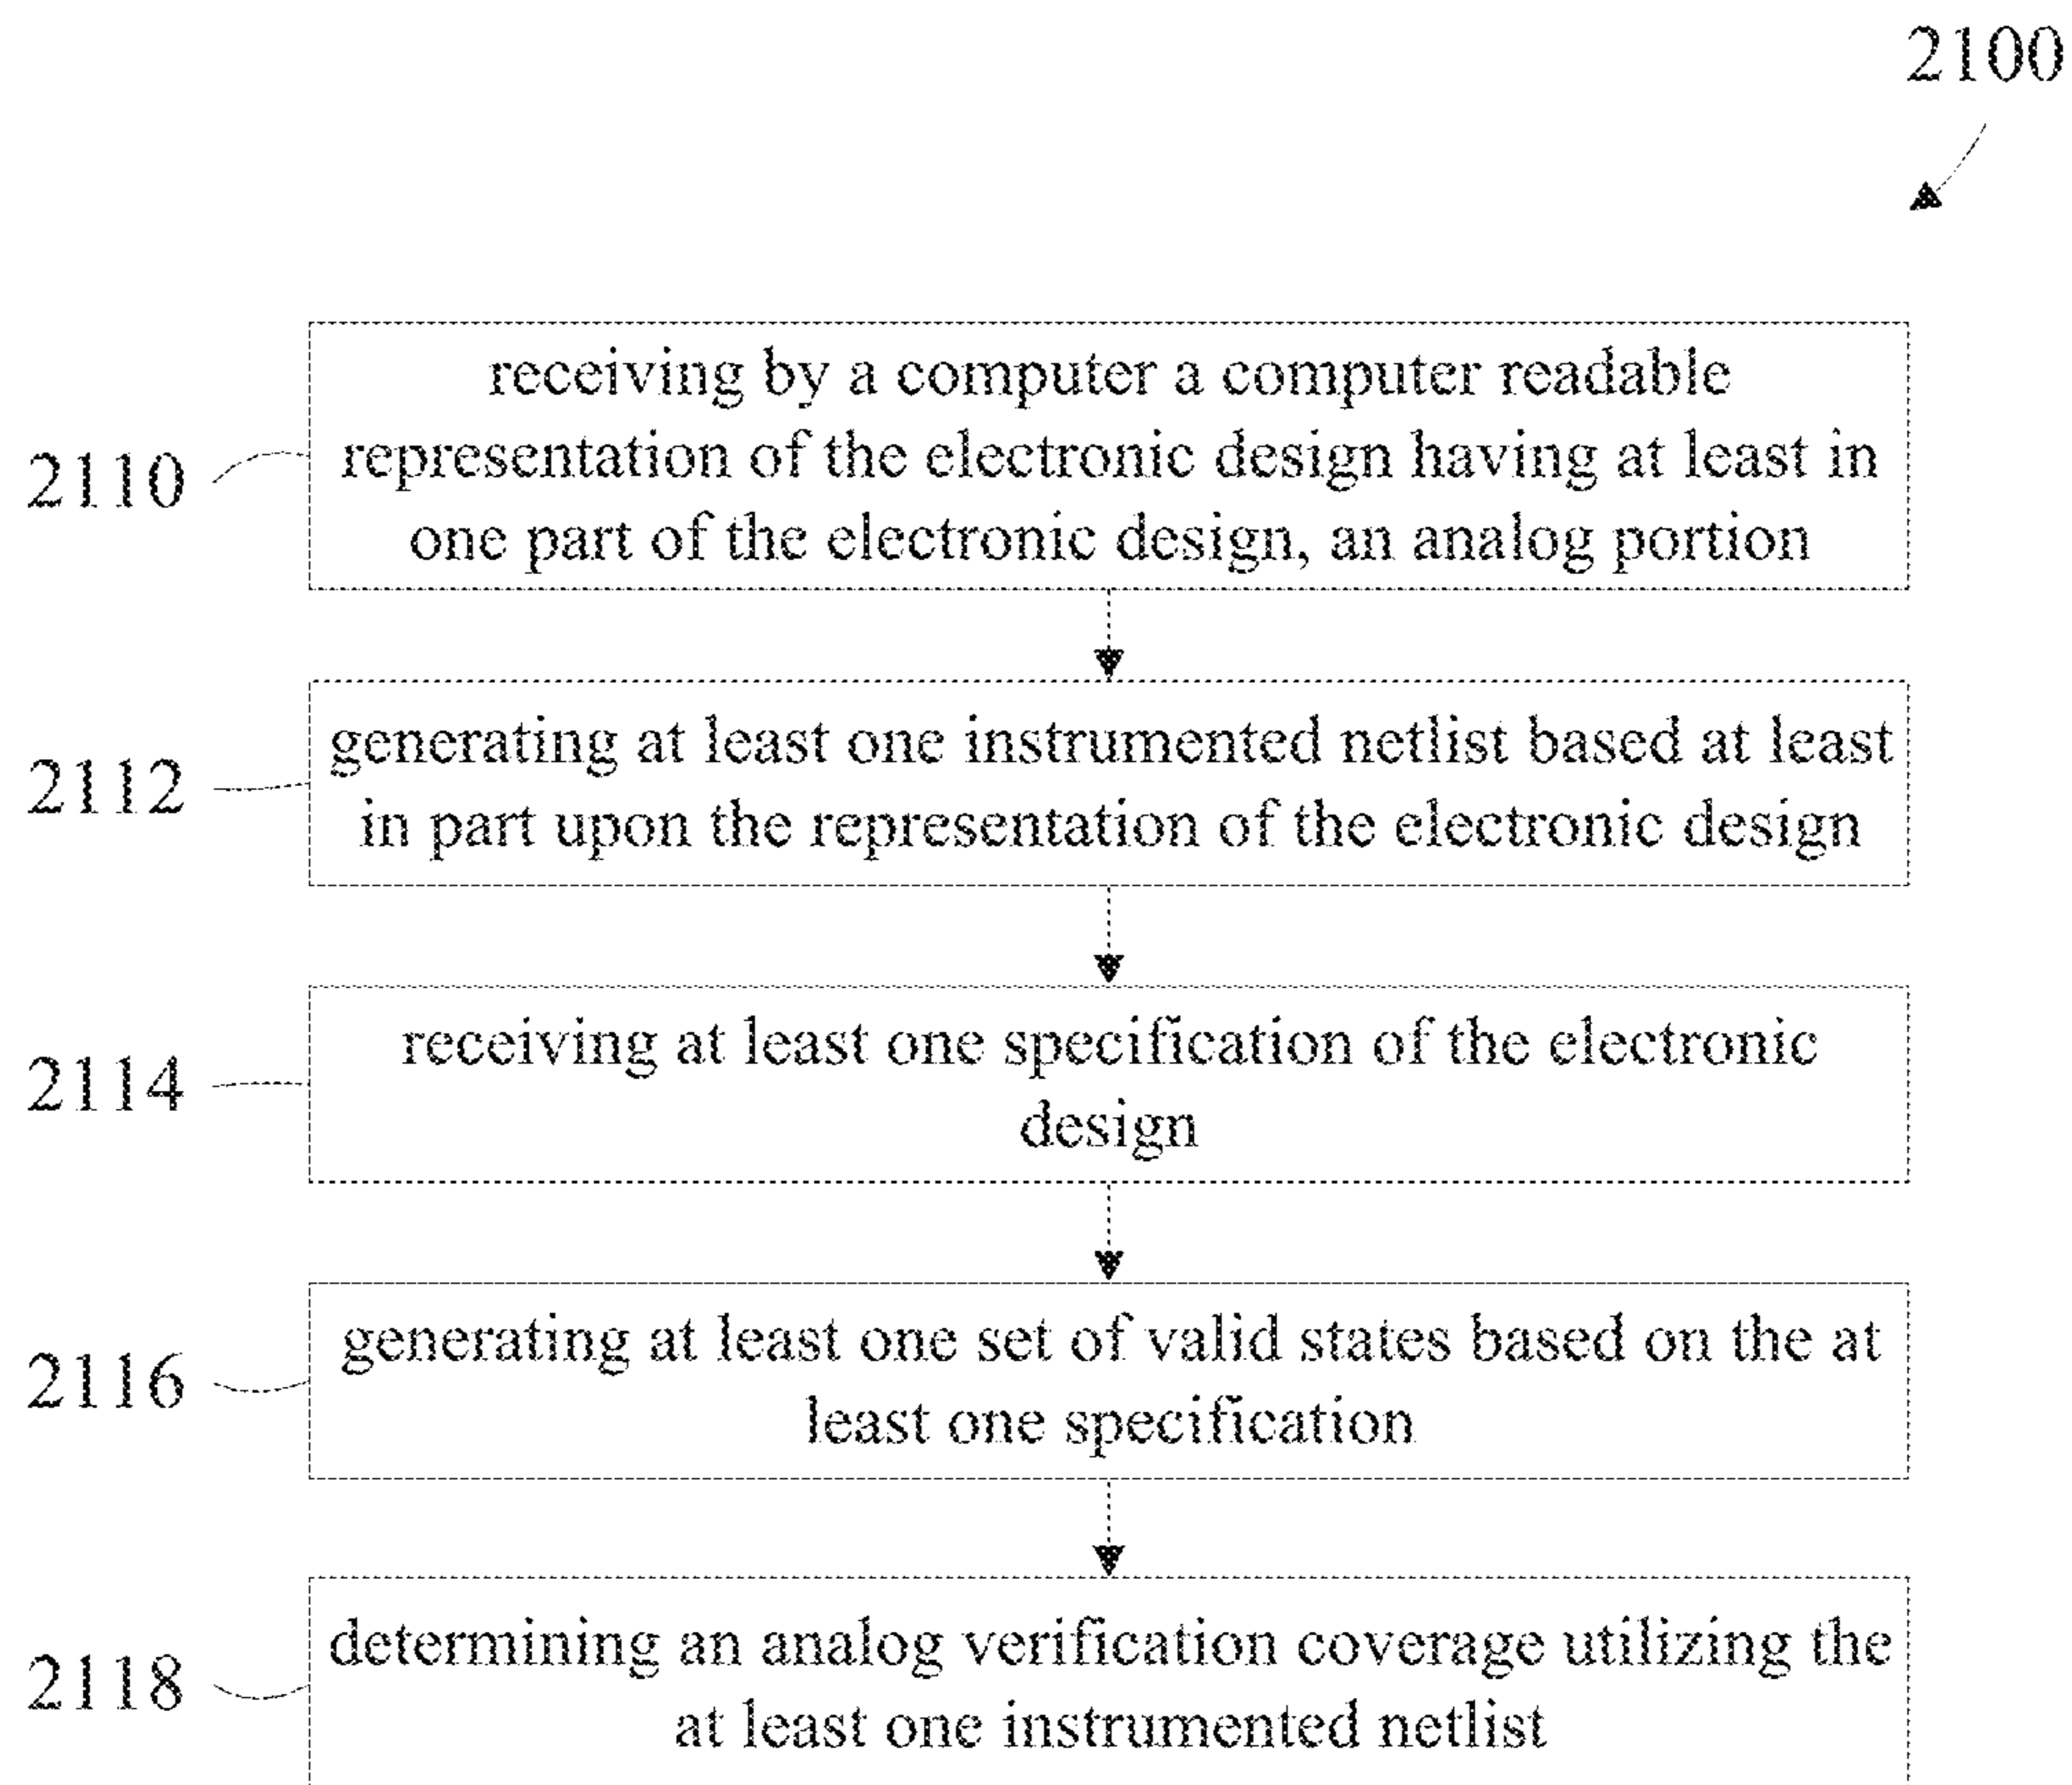 2100
receiving by a computer a computer readable
2110
representation of the electronic design having at least in
one part of the electronic design, an analog portion
generating at least one instrumented netlist based at least
2112
in part upon the representation of the electronic design
receiving at least one specification of the electronic
2114
design
generating at least one set of valid states based on the at
2116
least one specification
determining an analog verification coverage utilizing the
2118
at least one instrumented netlist